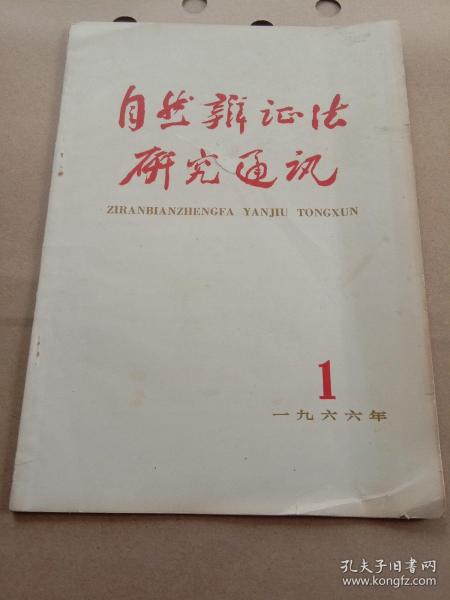 自然辩证法
研究通讯
ZIRANBIANZHENGFA YANJIU TONGXUN
1
一九六六年
孔夫子旧书网
www.kongfz.com